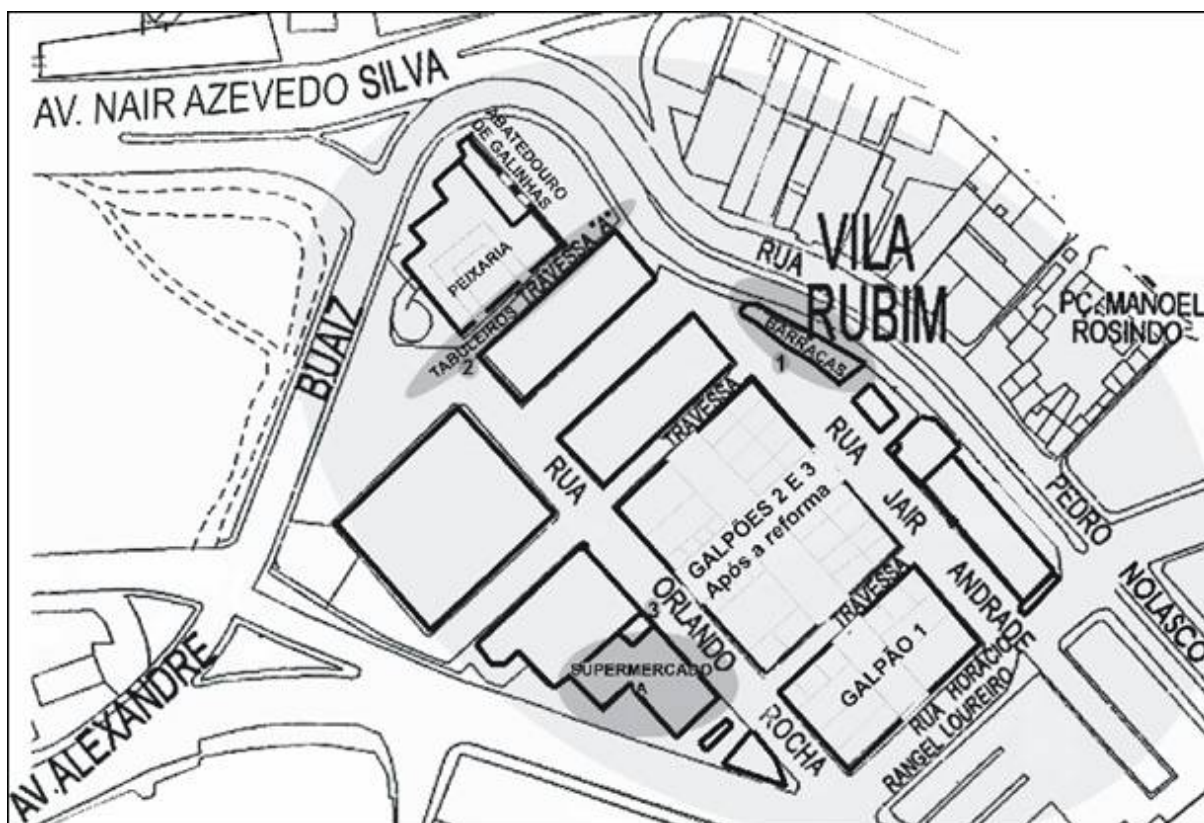 AV. NAIR AZEVEDO SILVA
ABATEDOURO
DE GALINHAS
PEIXARIA
TRAVESSA "A"
TABULEIROS
2
BUAIZ
RUA
VILA
RUBIM
PÇ. MANOEL
ROSINDO
BARRACAS
1
TRAVESSA
RUA
JAIR
ANDRADE
PEDRO
NOLASCO
RUA
ORLANDO
ROCHA
GALPÕES 2 E 3
Após a reforma
TRAVESSA
GALPÃO 1
RUA HORÁCIO
RANGEL LOUREIRO
3
SUPERMERCADO
A
AV. ALEXANDRE